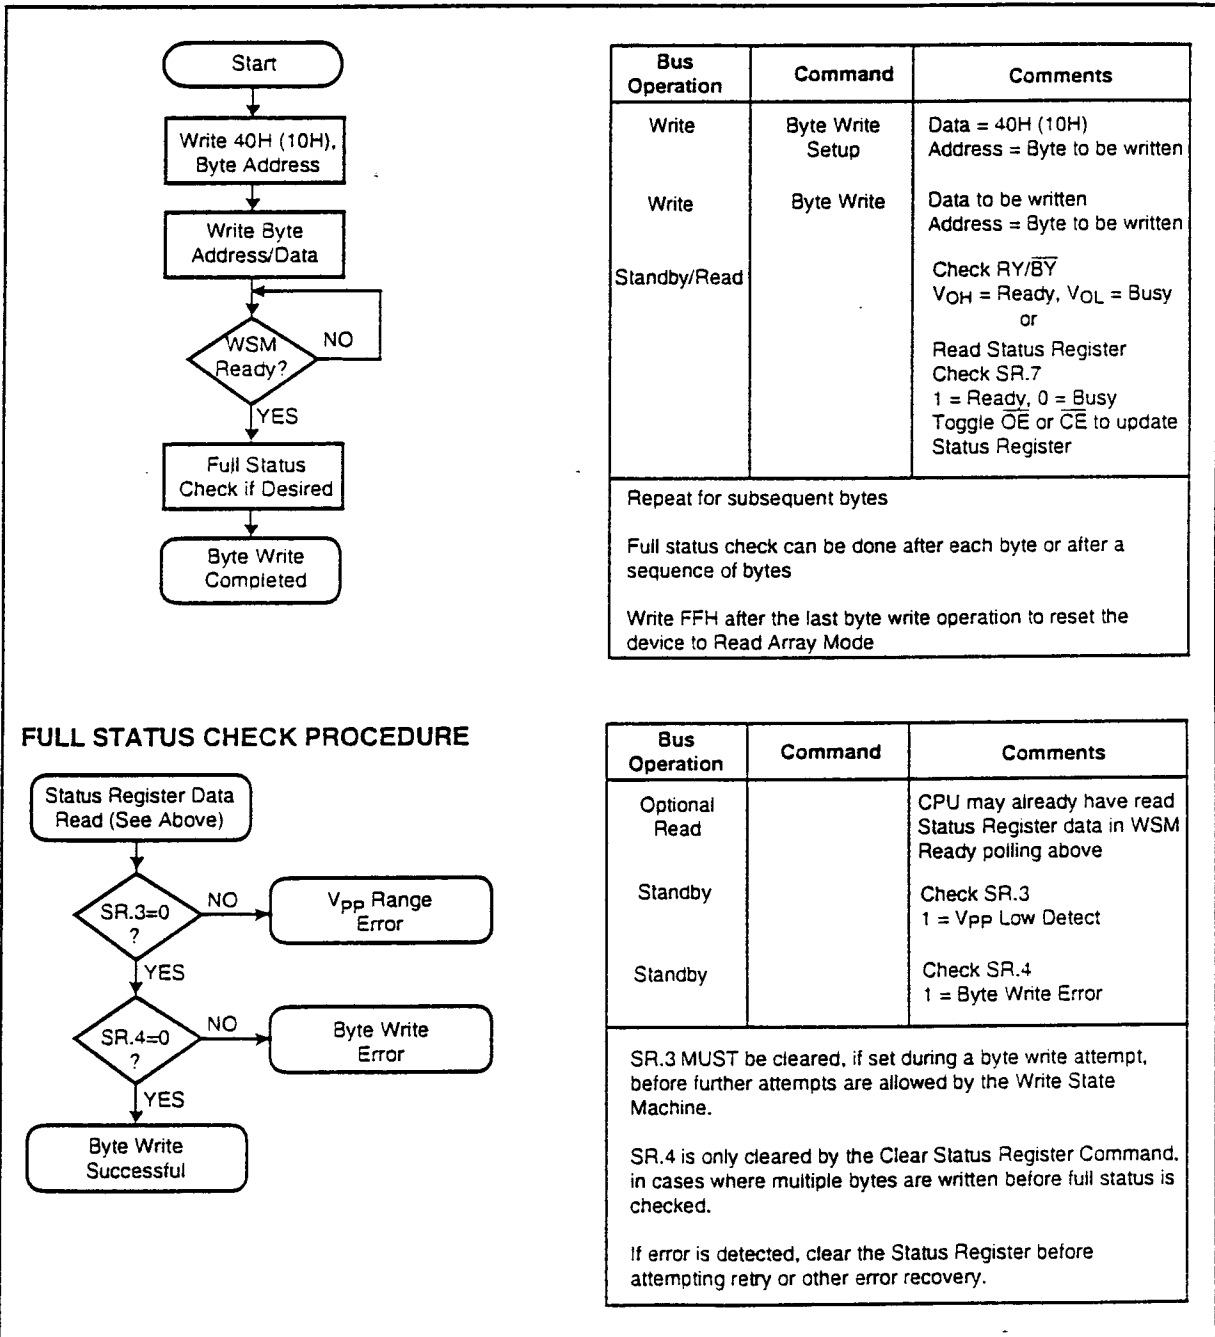 Start
Write 40H (10H),
Byte Address
Write Byte
Address/Data
WSM
Ready?
NO
YES
Full Status
Check if Desired
Byte Write
Completed
Bus
Operation
Command
Comments
Write
Byte Write
Setup
Data = 40H (10H)
Address = Byte to be written
Write
Byte Write
Data to be written
Address = Byte to be written
Standby/Read
Check RY/B̅Y̅
VOH = Ready, VOL = Busy
or
Read Status Register
Check SR.7
1 = Ready, 0 = Busy
Toggle O̅E̅ or C̅E̅ to update
Status Register
Repeat for subsequent bytes
Full status check can be done after each byte or after a
sequence of bytes
Write FFH after the last byte write operation to reset the
device to Read Array Mode
FULL STATUS CHECK PROCEDURE
Status Register Data
Read (See Above)
SR.3=0
?
NO
VPP Range
Error
YES
SR.4=0
?
NO
Byte Write
Error
YES
Byte Write
Successful
Bus
Operation
Command
Comments
Optional
Read
CPU may already have read
Status Register data in WSM
Ready polling above
Standby
Check SR.3
1 = VPP Low Detect
Standby
Check SR.4
1 = Byte Write Error
SR.3 MUST be cleared, if set during a byte write attempt,
before further attempts are allowed by the Write State
Machine.
SR.4 is only cleared by the Clear Status Register Command,
in cases where multiple bytes are written before full status is
checked.
If error is detected, clear the Status Register before
attempting retry or other error recovery.